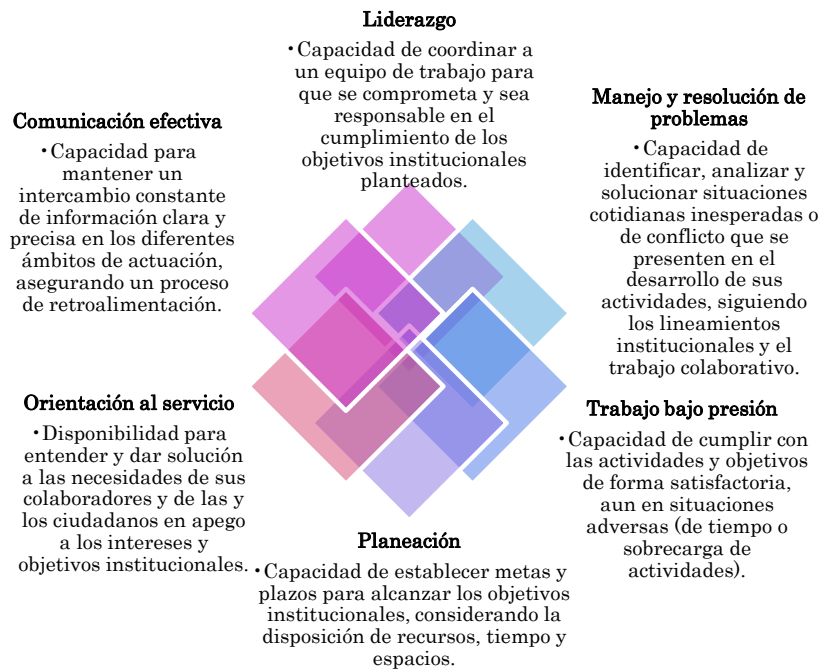 Liderazgo
•Capacidad de coordinar a
un equipo de trabajo para
que se comprometa y sea
responsable en el
cumplimiento de los
objetivos institucionales
planteados.
Manejo y resolución de
problemas
•Capacidad de
identificar, analizar y
solucionar situaciones
cotidianas inesperadas o
de conflicto que se
presenten en el
desarrollo de sus
actividades, siguiendo
los lineamientos
institucionales y el
trabajo colaborativo.
Trabajo bajo presión
•Capacidad de cumplir con
las actividades y objetivos
de forma satisfactoria,
aun en situaciones
adversas (de tiempo o
sobrecarga de
actividades).
Planeación
•Capacidad de establecer metas y
plazos para alcanzar los objetivos
institucionales, considerando la
disposición de recursos, tiempo y
espacios.
Orientación al servicio
•Disponibilidad para
entender y dar solución
a las necesidades de sus
colaboradores y de las y
los ciudadanos en apego
a los intereses y
objetivos institucionales.
Comunicación efectiva
•Capacidad para
mantener un
intercambio constante
de información clara y
precisa en los diferentes
ámbitos de actuación,
asegurando un proceso
de retroalimentación.